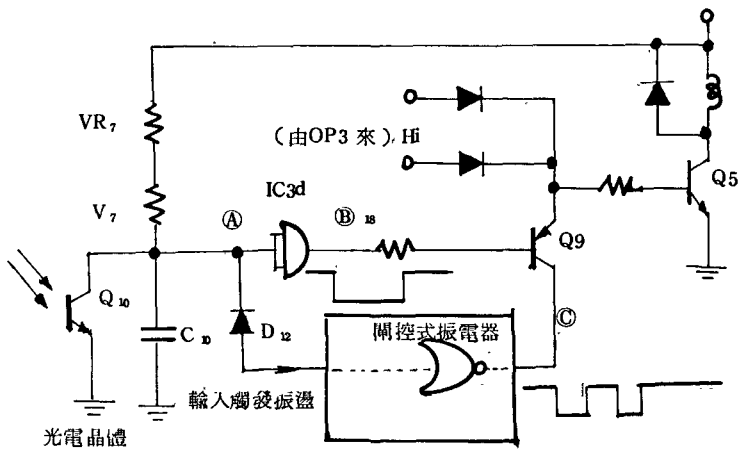 VR₇
(由OP3來)
Hi
V₇
IC3d
Ⓐ
Ⓑ
18
Q5
Q9
Q₁₀
C₁₀
D₁₂
閘控式振電器
Ⓒ
輸入觸發振盪
光電晶體